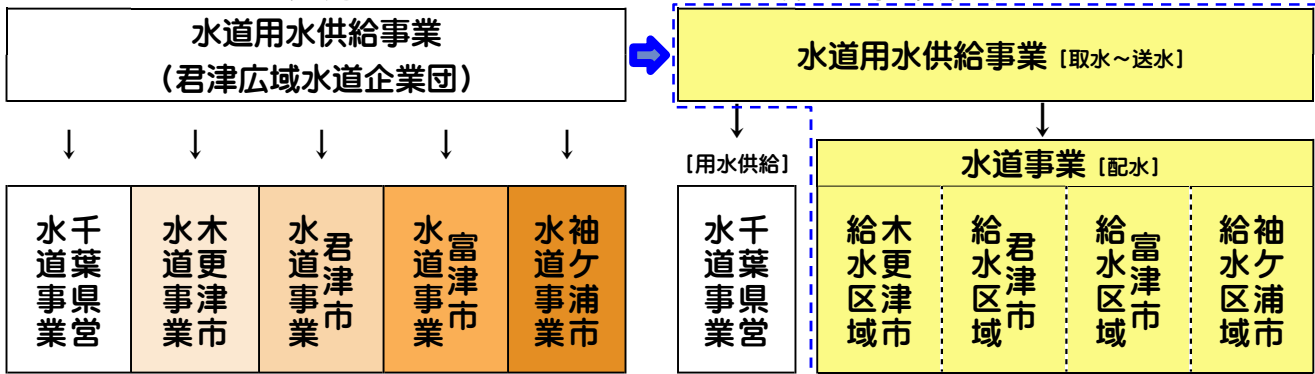 水道用水供給事業
（君津広域水道企業団）
↓
↓
↓
↓
↓
千葉県営
水道事業
木更津市
水道事業
君津市
水道事業
富津市
水道事業
袖ケ浦市
水道事業
水道用水供給事業 [取水～送水]
[用水供給]
千葉県営
水道事業
水道事業 [配水]
木更津市
給水区域
君津市
給水区域
富津市
給水区域
袖ケ浦市
給水区域